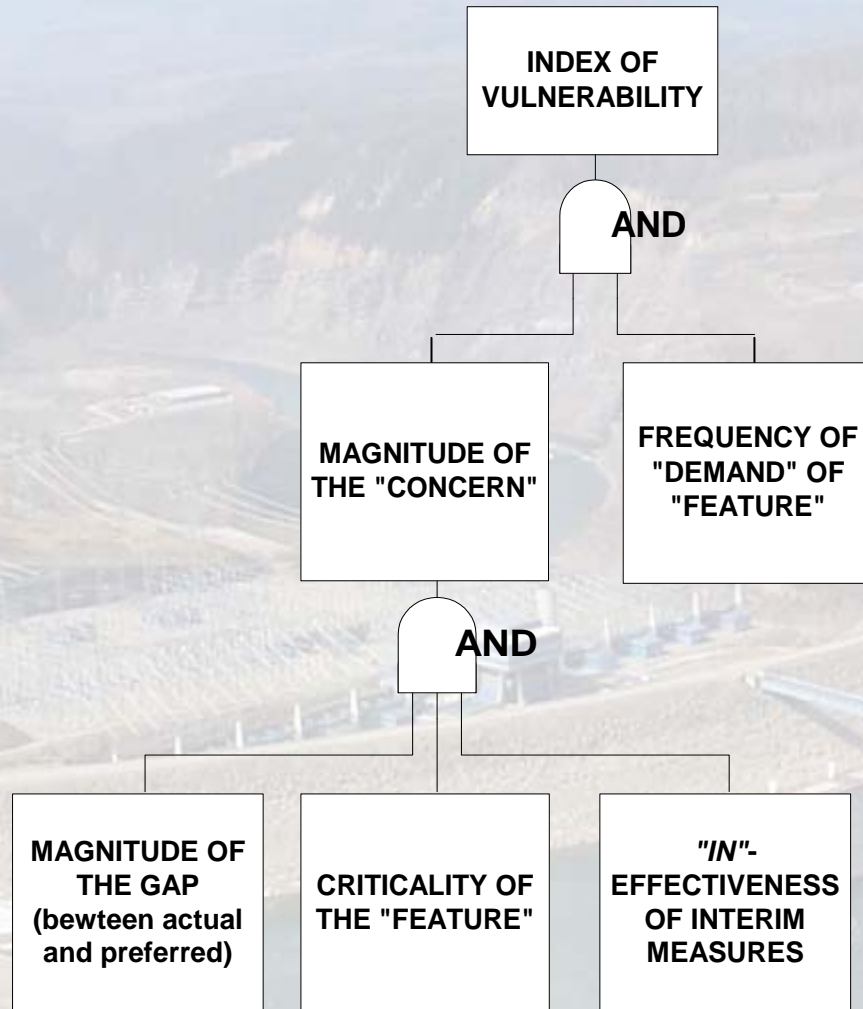 INDEX OF
VULNERABILITY
AND
MAGNITUDE OF
THE "CONCERN"
FREQUENCY OF
"DEMAND" OF
"FEATURE"
AND
MAGNITUDE OF
THE GAP
(bewteen actual
and preferred)
CRITICALITY OF
THE "FEATURE"
"IN"-
EFFECTIVENESS
OF INTERIM
MEASURES